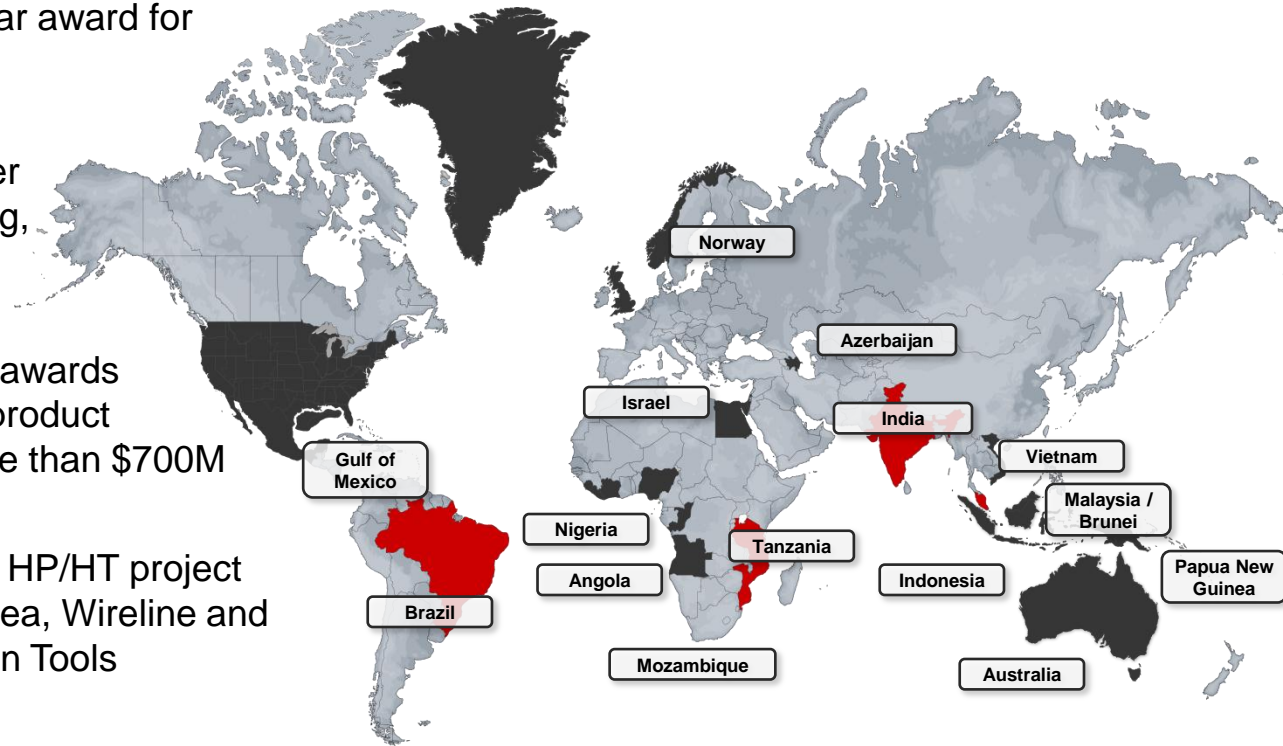 ar award for
er
g,
awards
product
e than $700M
HP/HT project
ea, Wireline and
n Tools
Norway
Azerbaijan
Israel
India
Gulf of
Mexico
Vietnam
Malaysia /
Brunei
Nigeria
Tanzania
Angola
Indonesia
Papua New
Guinea
Brazil
Mozambique
Australia